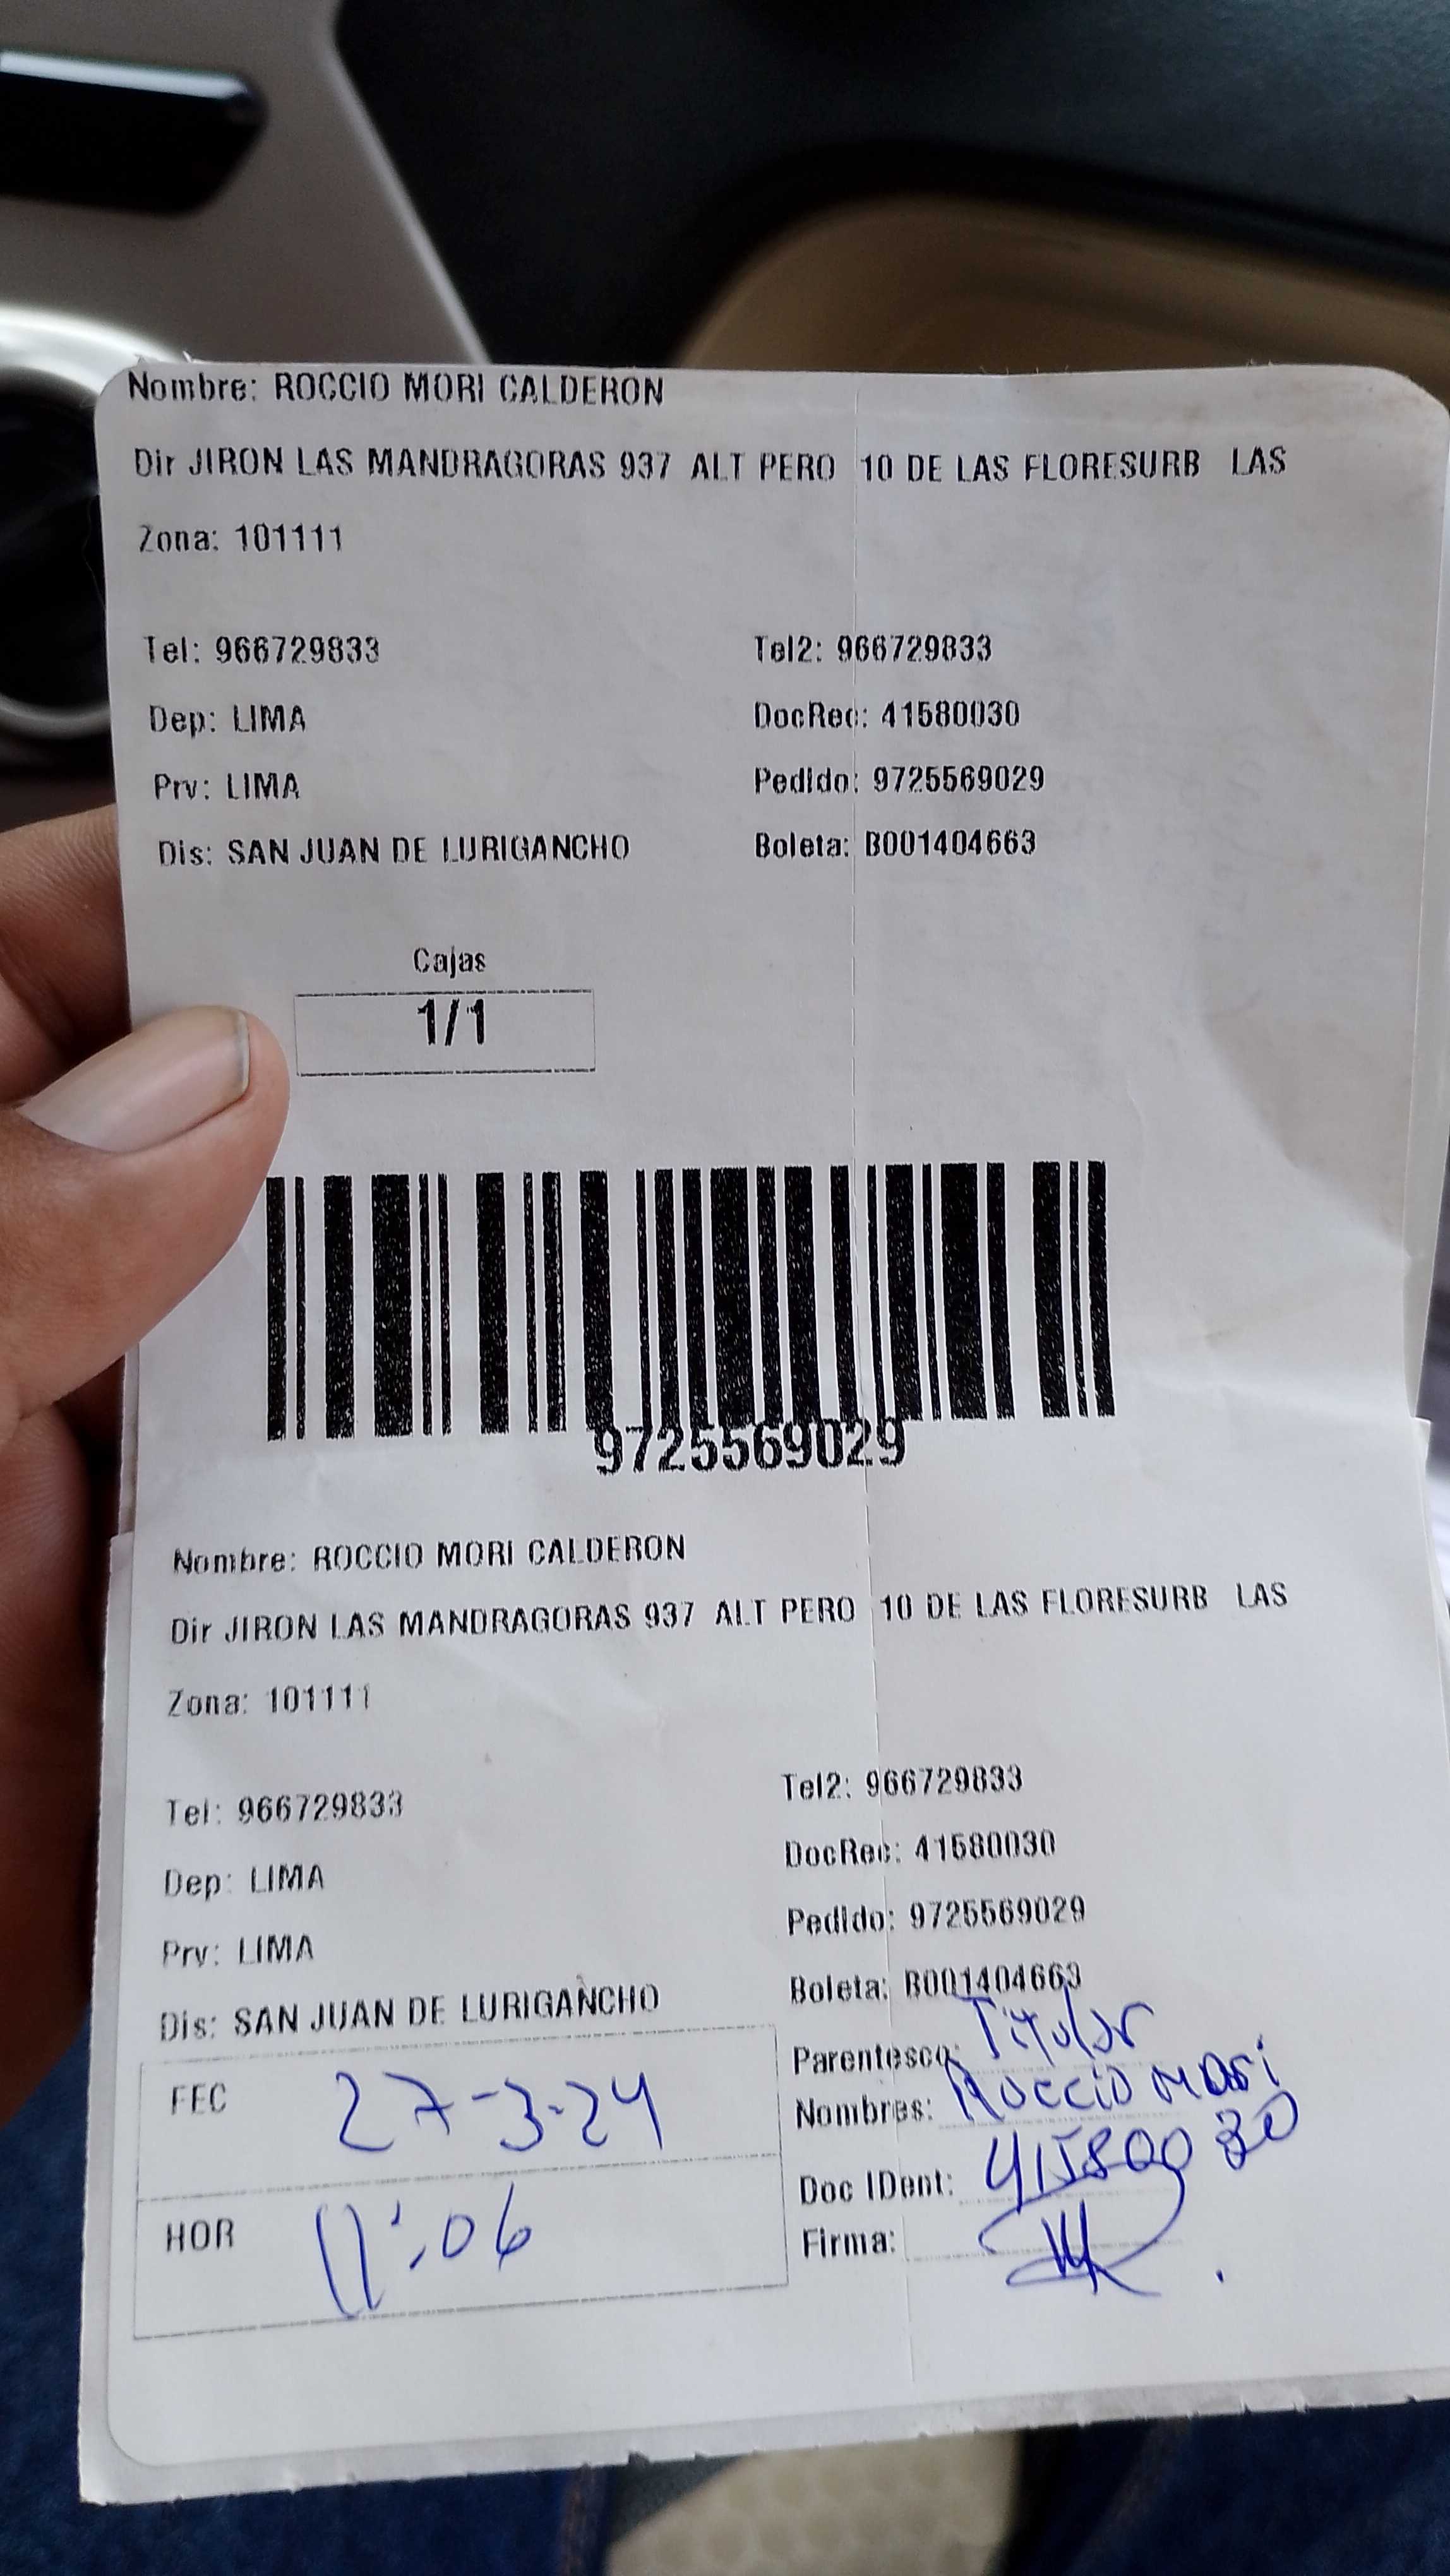 Nombre: ROCCIO MORI CALDERON
Dir JIRON LAS MANDRAGORAS 937 ALT PERO 10 DE LAS FLORESURB LAS
Zona: 101111
Tel: 966729833 Tel2: 966729833
Dep: LIMA DocRec: 41580030
Prv: LIMA Pedido: 9725569029
Dis: SAN JUAN DE LURIGANCHO Boleta: B001404663
Cajas
1/1
9725569029
Nombre: ROCCIO MORI CALDERON
Dir JIRON LAS MANDRAGORAS 937 ALT PERO 10 DE LAS FLORESURB LAS
Zona: 101111
Tel: 966729833 Tel2: 966729833
Dep: LIMA DocRec: 41580030
Prv: LIMA Pedido: 9725569029
Dis: SAN JUAN DE LURIGANCHO Boleta: B001404663
Parentesco: Titular
FEC 27-3-24 Nombres: Roccio Mori
Doc IDent: 41580030
HOR 11:06 Firma: